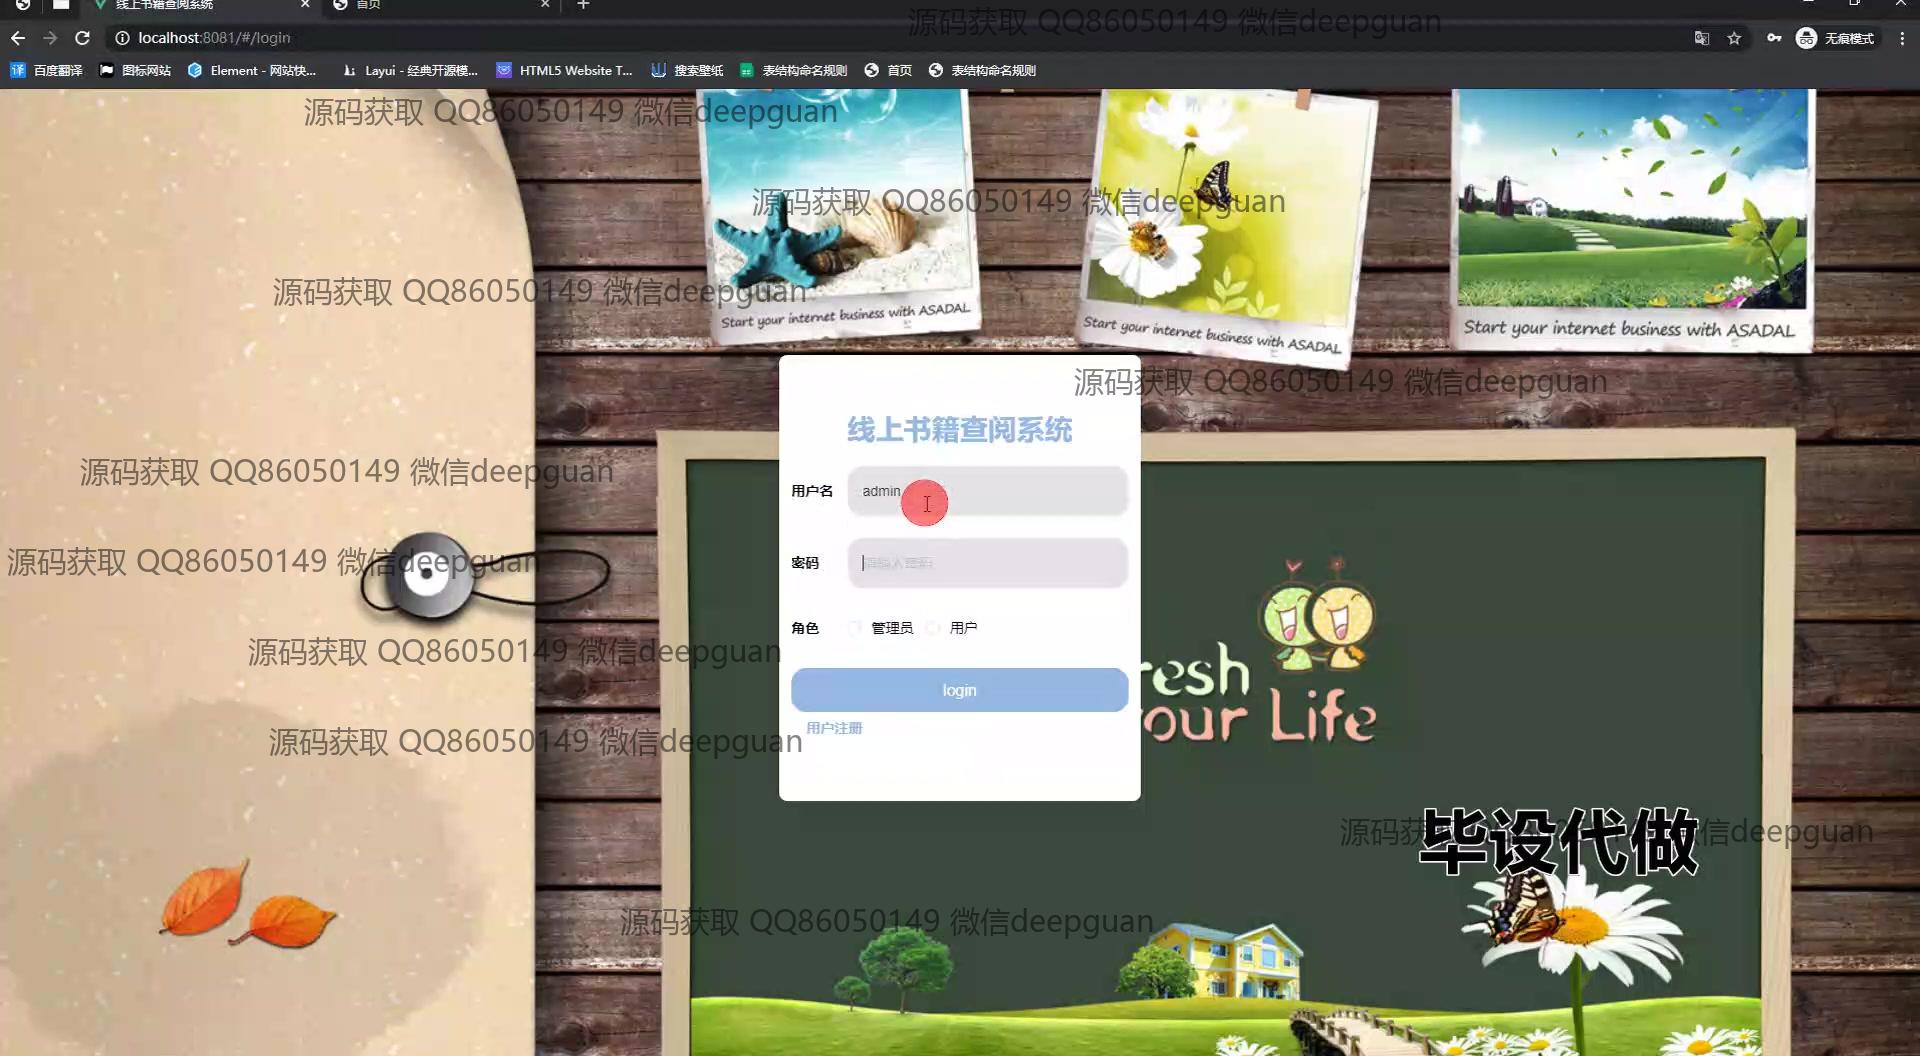 线上书籍查阅系统
首页
localhost:8081/#/login
无痕模式
百度翻译
图标网站
Element - 网站快...
Layui - 经典开源模...
HTML5 Website T...
搜索壁纸
表结构命名规则
首页
表结构命名规则
源码获取 QQ86050149 微信deepguan
源码获取 QQ86050149 微信deepguan
源码获取 QQ86050149 微信deepguan
源码获取 QQ86050149 微信deepguan
Start your internet business with ASADAL
Start your internet business with ASADAL
Start your internet business with ASADAL
源码获取 QQ86050149 微信deepguan
线上书籍查阅系统
源码获取 QQ86050149 微信deepguan
用户名
admin
源码获取 QQ86050149 微信deepguan
密码
请输入密码
角色
管理员
用户
源码获取 QQ86050149 微信deepguan
login
用户注册
源码获取 QQ86050149 微信deepguan
resh
our Life
毕设代做
源码获 微信deepguan
源码获取 QQ86050149 微信deepguan